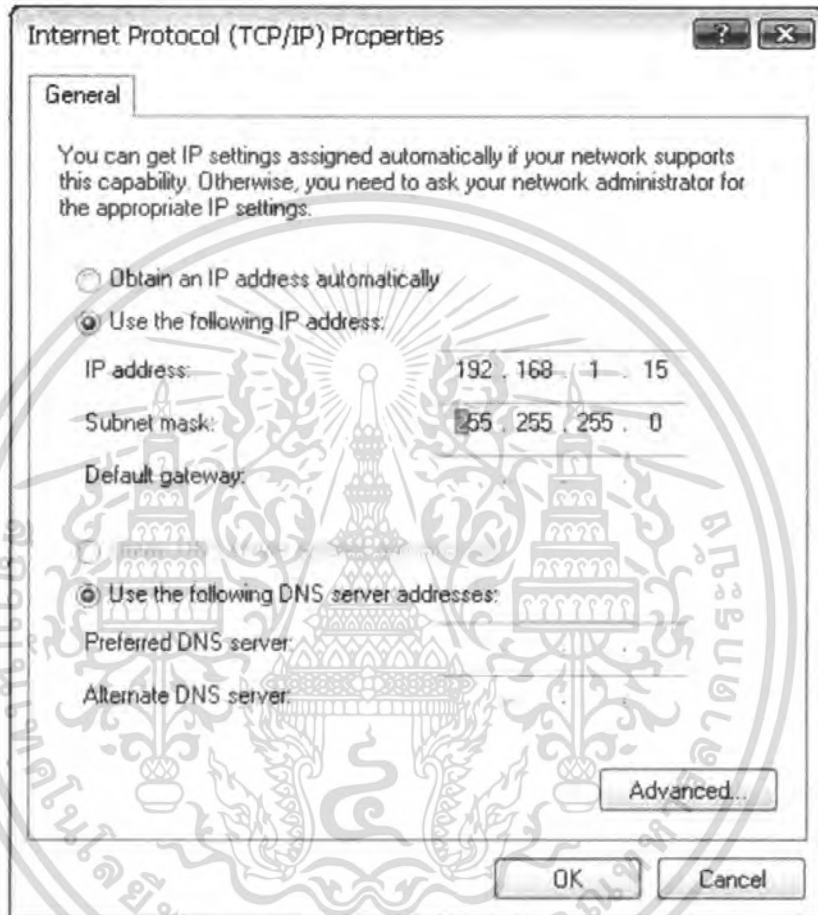 Internet Protocol (TCP/IP) Properties
General
You can get IP settings assigned automatically if your network supports
this capability. Otherwise, you need to ask your network administrator for
the appropriate IP settings.
Obtain an IP address automatically
Use the following IP address:
IP address: 192 . 168 . 1 . 15
Subnet mask: 255 . 255 . 255 . 0
Default gateway:
Use the following DNS server addresses:
Preferred DNS server:
Alternate DNS server:
Advanced...
OK Cancel